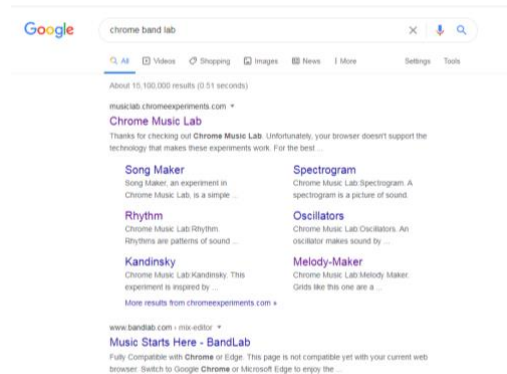 Google
chrome band lab
All Videos Shopping Images News More Settings Tools
About 15,100,000 results (0.51 seconds)
musiclab.chromeexperiments.com
Chrome Music Lab
Thanks for checking out Chrome Music Lab. Unfortunately, your browser doesn't support the
technology that makes these experiments work. For the best ...
Song Maker
Song Maker, an experiment in
Chrome Music Lab, is a simple ...
Spectrogram
Chrome Music Lab:Spectrogram. A
spectrogram is a picture of sound.
Rhythm
Chrome Music Lab:Rhythm.
Rhythms are patterns of sound ...
Oscillators
Chrome Music Lab:Oscillators. An
oscillator makes sound by ...
Kandinsky
Chrome Music Lab:Kandinsky. This
experiment is inspired by ...
Melody-Maker
Chrome Music Lab:Melody Maker.
Grids like this one are a ...
More results from chromeexperiments.com »
www.bandlab.com › mix-editor
Music Starts Here - BandLab
Fully Compatible with Chrome or Edge. This page is not compatible yet with your current web
browser. Switch to Google Chrome or Microsoft Edge to enjoy the ...